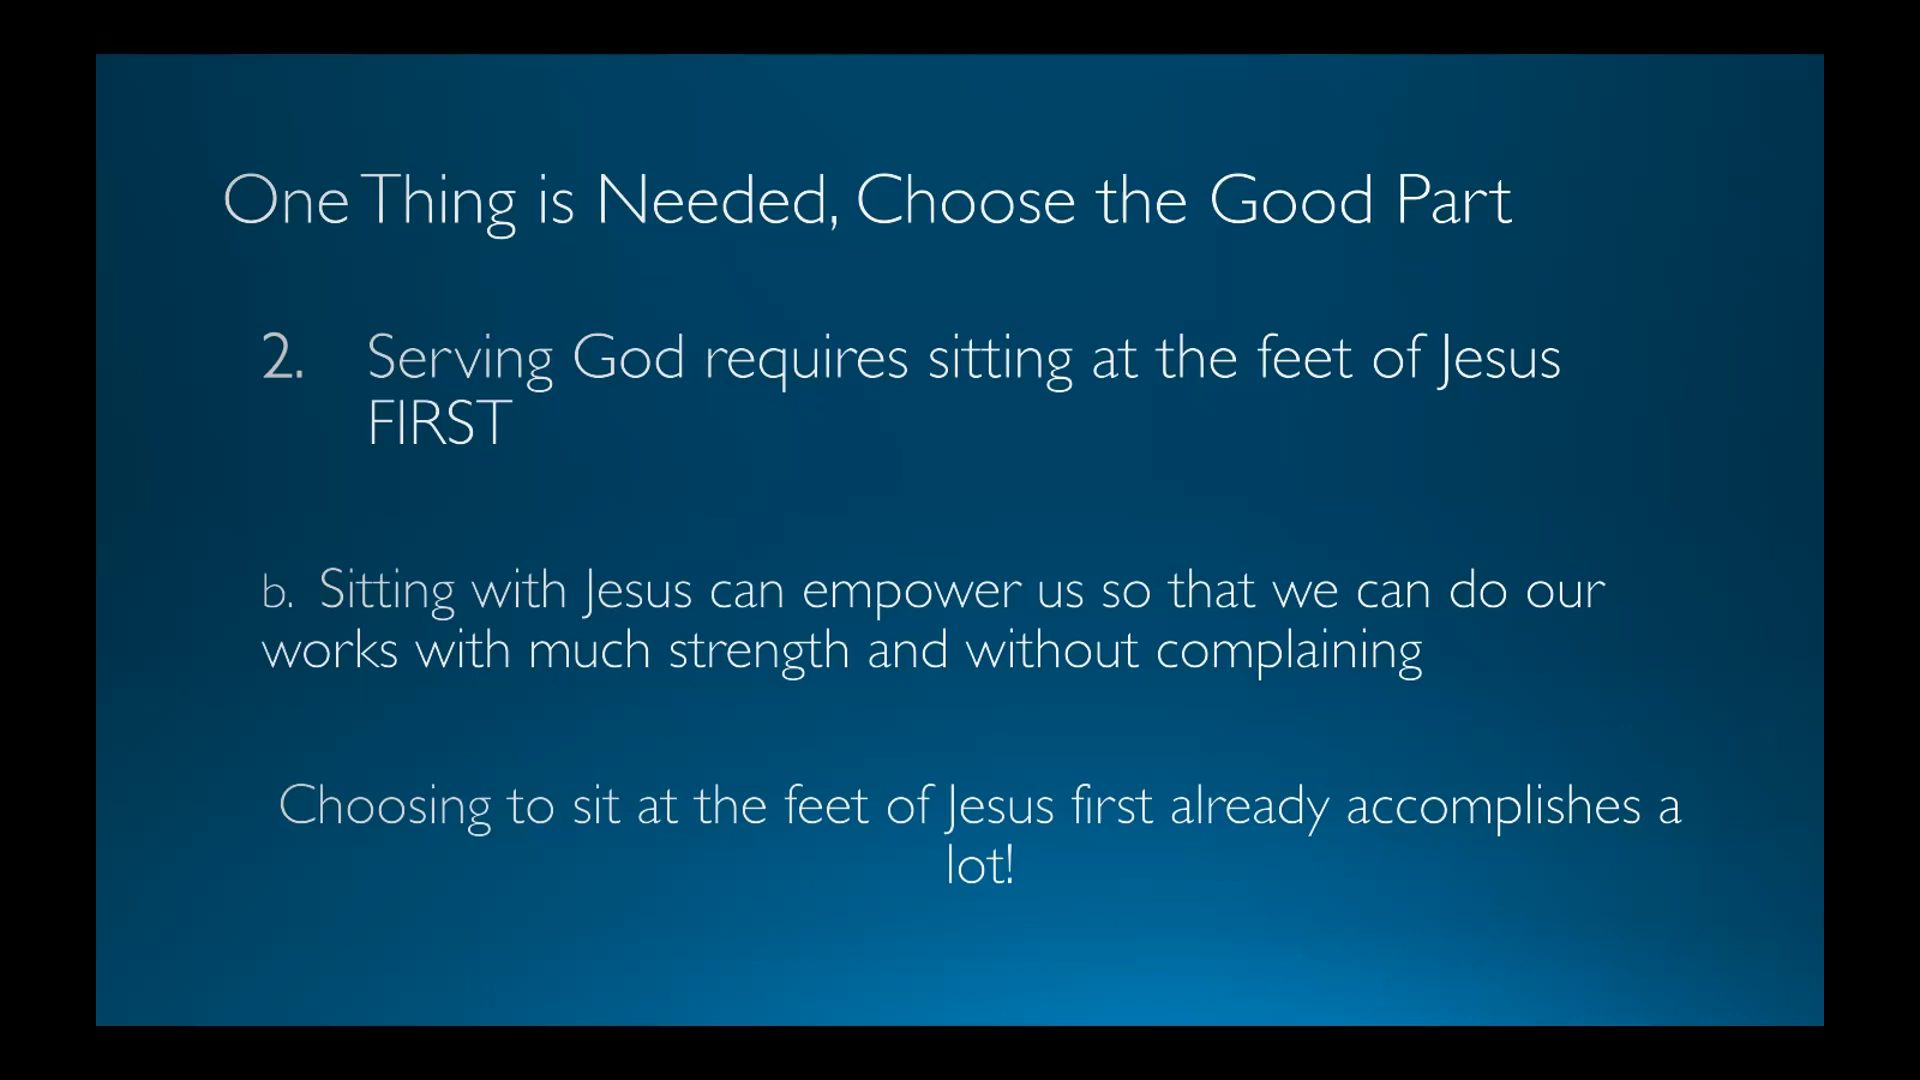 One Thing is Needed, Choose the Good Part
2. Serving God requires sitting at the feet of Jesus
FIRST
b. Sitting with Jesus can empower us so that we can do our
works with much strength and without complaining
Choosing to sit at the feet of Jesus first already accomplishes a
lot!